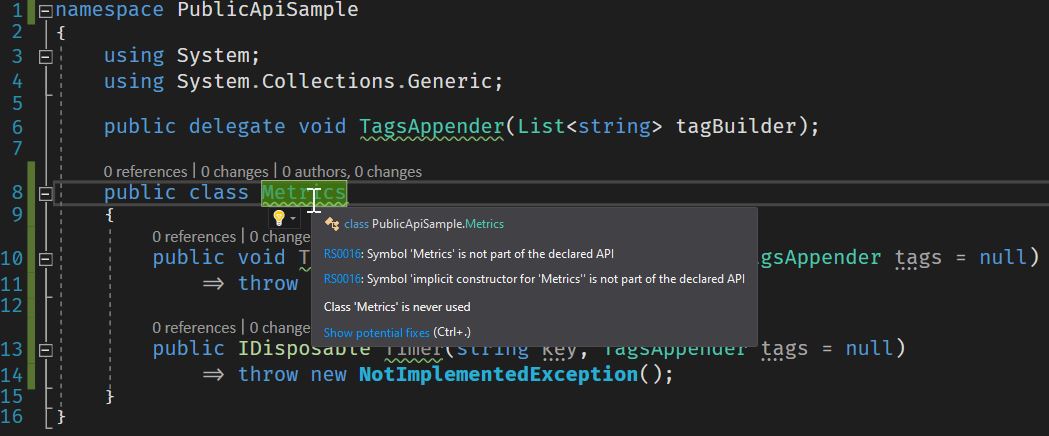 1 namespace PublicApiSample
2 {
3 using System;
4 using System.Collections.Generic;
5
6 public delegate void TagsAppender(List<string> tagBuilder);
7
0 references | 0 changes | 0 authors, 0 changes
8 public class Metrics
9 {
class PublicApiSample.Metrics
0 references | 0 change
RS0016: Symbol 'Metrics' is not part of the declared API
10 public void T gsAppender tags = null)
RS0016: Symbol 'implicit constructor for 'Metrics'' is not part of the declared API
11 => throw
12
Class 'Metrics' is never used
0 references | 0 change
Show potential fixes (Ctrl+.)
13 public IDisposable Timer(string key, TagsAppender tags = null)
14 => throw new NotImplementedException();
15 }
16 }